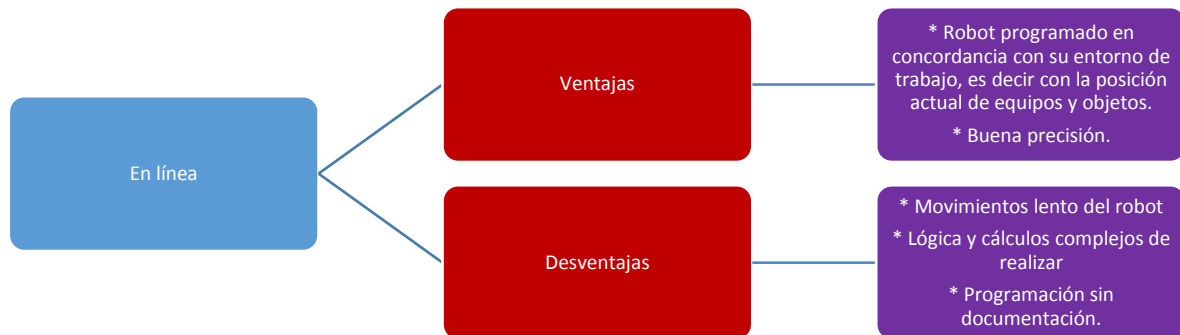 En línea
Ventajas
* Robot programado en
concordancia con su entorno de
trabajo, es decir con la posición
actual de equipos y objetos.
* Buena precisión.
Desventajas
* Movimientos lento del robot
* Lógica y cálculos complejos de
realizar
* Programación sin
documentación.